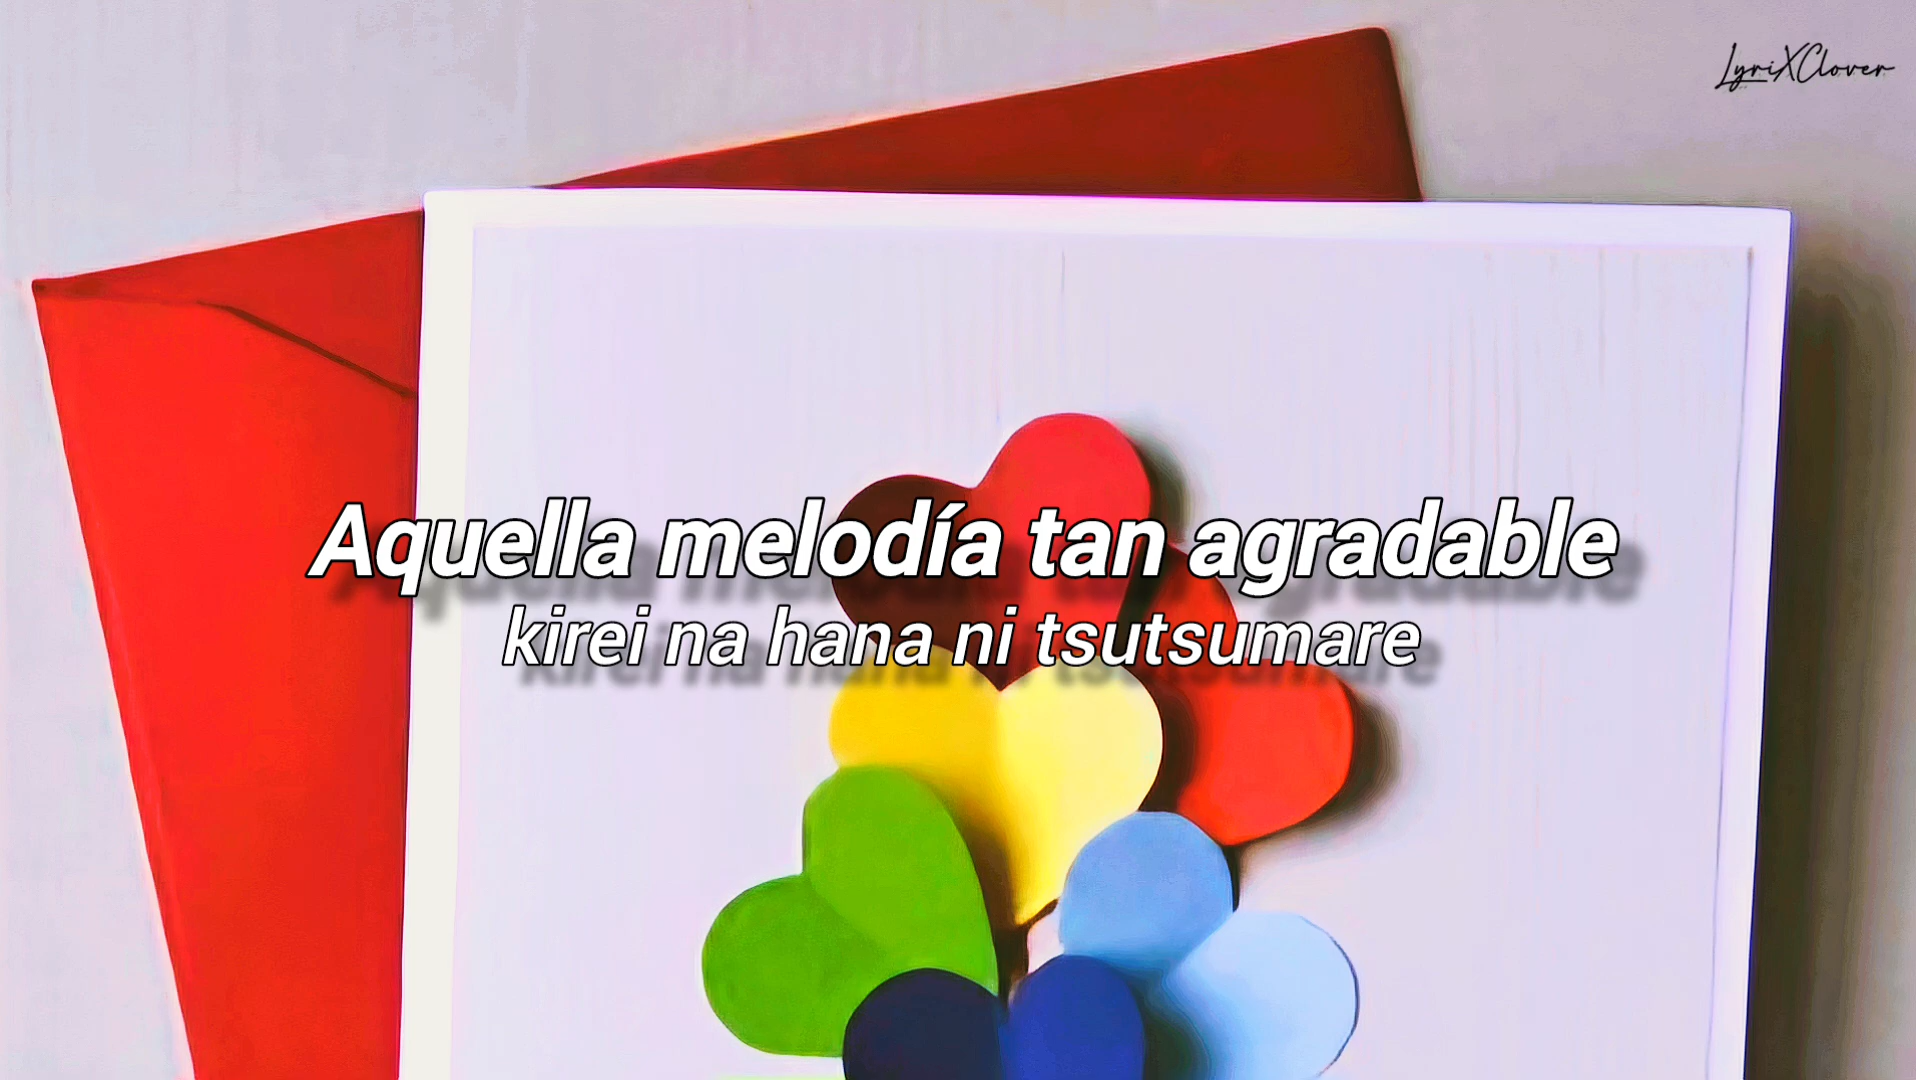 LyriXClover
Aquella melodía tan agradable
kirei na hana ni tsutsumare